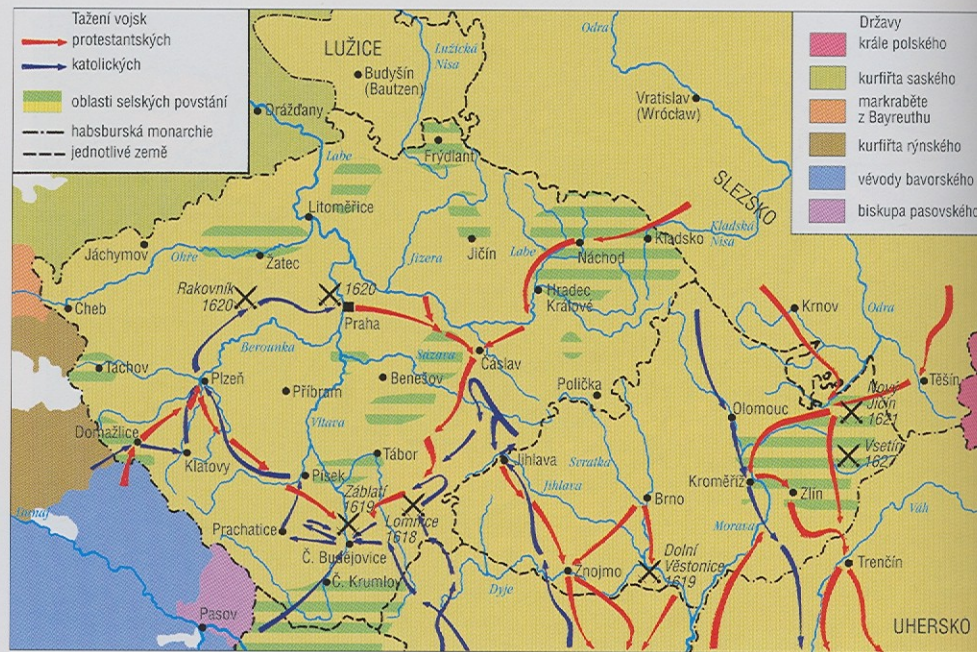 Tažení vojsk
protestantských
katolických
oblasti selských povstání
habsburská monarchie
jednotlivé země
Državy
krále polského
kurfiřta saského
markraběte
z Bayreuthu
kurfiřta rýnského
vévody bavorského
biskupa pasovského
LUŽICE
Budyšín
(Bautzen)
Lužická
Nisa
Odra
Vratislav
(Wrocław)
Drážďany
Labe
Frýdlant
SLEZSKO
Litoměřice
Jáchymov
Ohře
Žatec
Jizera
Jičín
Labe
Náchod
Kladsko
Kladská
Nisa
Rakovník
1620
1620
Praha
Hradec
Králové
Cheb
Krnov
Odra
Berounka
Sázava
Čáslav
Tachov
Plzeň
Příbram
Benešov
Polička
Olomouc
Nový
Jičín
1621
Těšín
Vltava
Domažlice
Klatovy
Písek
Tábor
Jihlava
Svratka
Jihlava
Vsetín
1627
Kroměříž
Zlín
Záblatí
1619
Lomnice
1618
Brno
Morava
Váh
Prachatice
Č. Budějovice
Č. Krumlov
Dunaj
Pasov
Dyje
Znojmo
Dolní
Věstonice
1619
Trenčín
UHERSKO